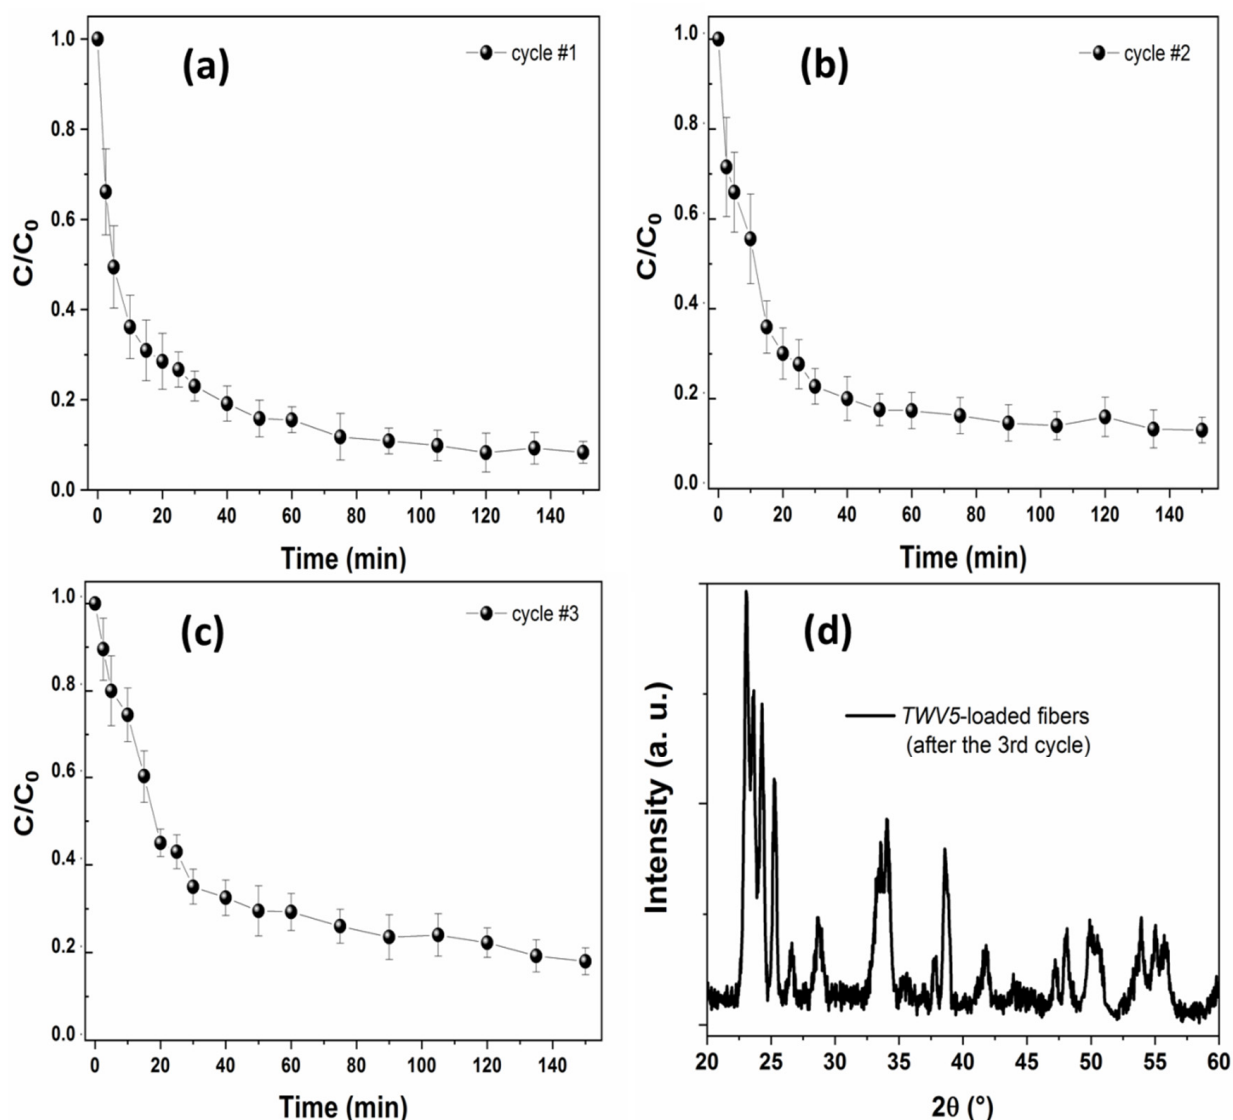 (a)
cycle #1
C/C0
1.0
0.8
0.6
0.4
0.2
0.0
0 20 40 60 80 100 120 140
Time (min)
(b)
cycle #2
C/C0
1.0
0.8
0.6
0.4
0.2
0.0
0 20 40 60 80 100 120 140
Time (min)
(c)
cycle #3
C/C0
1.0
0.8
0.6
0.4
0.2
0.0
0 20 40 60 80 100 120 140
Time (min)
(d)
TWV5-loaded fibers
(after the 3rd cycle)
Intensity (a. u.)
20 25 30 35 40 45 50 55 60
2θ (°)